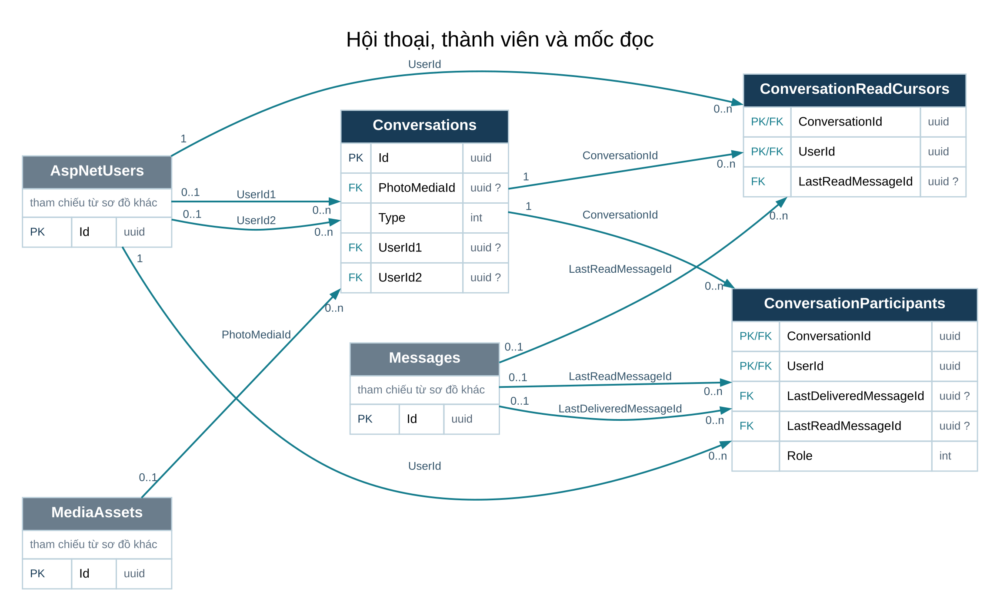 Hội thoại, thành viên và mốc đọc
UserId
ConversationReadCursors
0..n
PK/FK ConversationId uuid
PK/FK UserId uuid
FK LastReadMessageId uuid ?
Conversations
PK Id uuid
FK PhotoMediaId uuid ?
Type int
FK UserId1 uuid ?
FK UserId2 uuid ?
1
AspNetUsers
tham chiếu từ sơ đồ khác
PK Id uuid
0..1 UserId1 0..n
0..1 UserId2 0..n
1 ConversationId 0..n
1 ConversationId 0..n
0..n
LastReadMessageId
0..1
1
0..n
PhotoMediaId
0..1
Messages
tham chiếu từ sơ đồ khác
PK Id uuid
0..1 LastReadMessageId 0..n
0..1 LastDeliveredMessageId 0..n
UserId 0..n
ConversationParticipants
PK/FK ConversationId uuid
PK/FK UserId uuid
FK LastDeliveredMessageId uuid ?
FK LastReadMessageId uuid ?
Role int
MediaAssets
tham chiếu từ sơ đồ khác
PK Id uuid